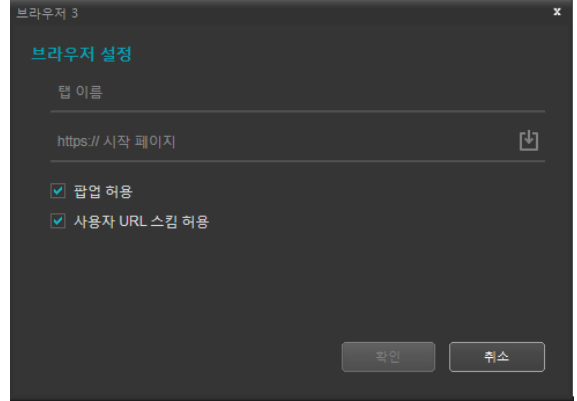 브라우저 3
x
브라우저 설정
탭 이름
https:// 시작 페이지
팝업 허용
사용자 URL 스킴 허용
확인
취소